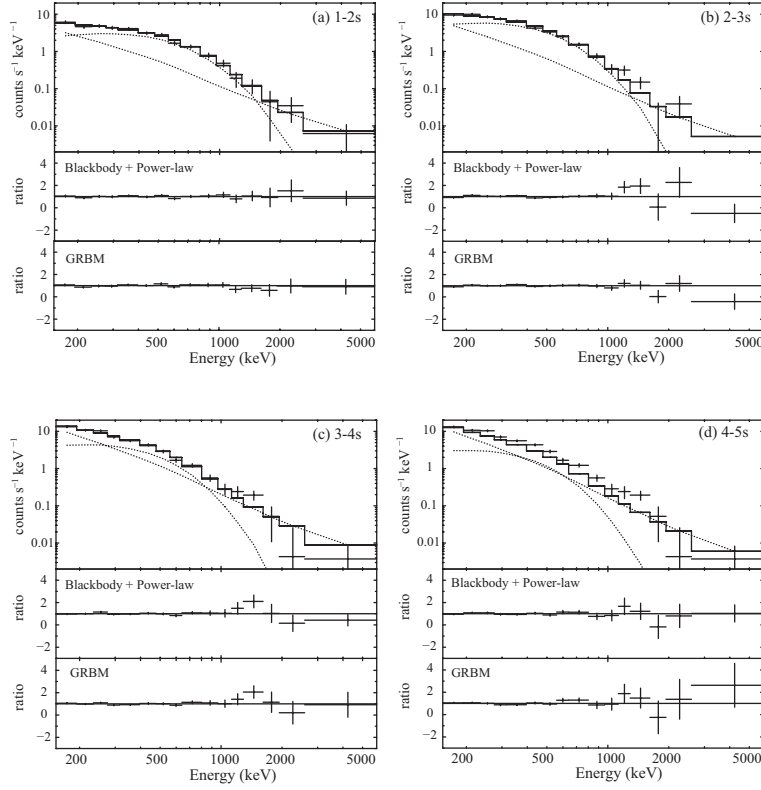 (a) 1-2s
10
1
0.1
0.01
counts s⁻¹ keV⁻¹
Blackbody + Power-law
4
2
0
−2
ratio
GRBM
4
2
0
−2
ratio
200 500 1000 2000 5000
Energy (keV)
(b) 2-3s
10
1
0.1
0.01
counts s⁻¹ keV⁻¹
Blackbody + Power-law
4
2
0
−2
ratio
GRBM
4
2
0
−2
ratio
200 500 1000 2000 5000
Energy (keV)
(c) 3-4s
10
1
0.1
0.01
counts s⁻¹ keV⁻¹
Blackbody + Power-law
4
2
0
−2
ratio
GRBM
4
2
0
−2
ratio
200 500 1000 2000 5000
Energy (keV)
(d) 4-5s
10
1
0.1
0.01
counts s⁻¹ keV⁻¹
Blackbody + Power-law
4
2
0
−2
ratio
GRBM
4
2
0
−2
ratio
200 500 1000 2000 5000
Energy (keV)